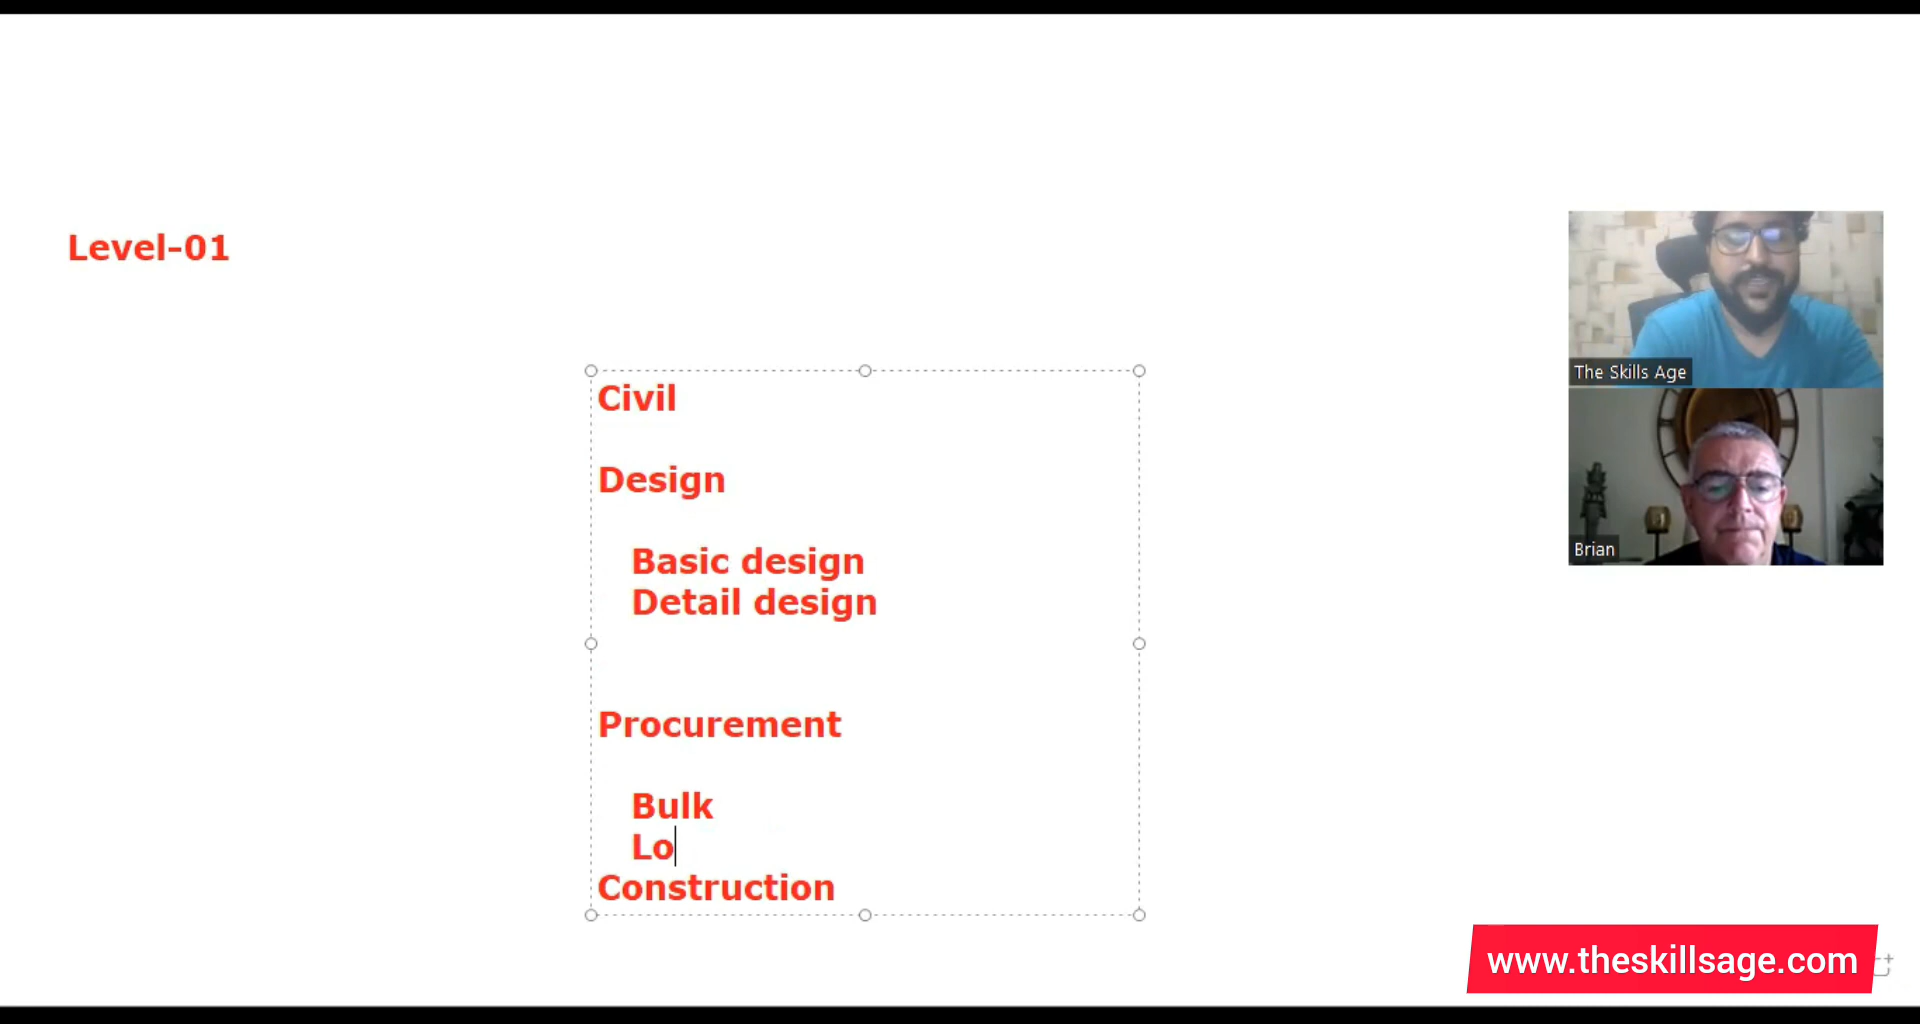 Level-01
Civil
Design
Basic design
Detail design
Procurement
Bulk
Lo
Construction
The Skills Age
Brian
www.theskillsage.com